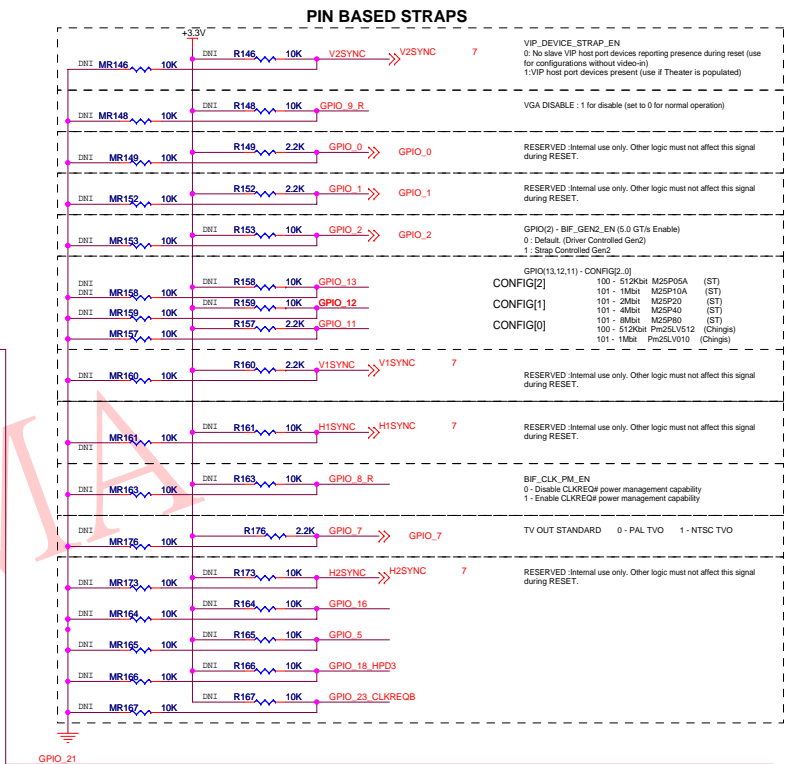 PIN BASED STRAPS
+3.3V
DNI R146 10K V2SYNC V2SYNC 7
DNI MR146 10K
VIP_DEVICE_STRAP_EN
0: No slave VIP host port devices reporting presence during reset (use
for configurations without video-in)
1:VIP host port devices present (use if Theater is populated)
DNI R148 10K GPIO_9_R
DNI MR148 10K
VGA DISABLE : 1 for disable (set to 0 for normal operation)
DNI R149 2.2K GPIO_0 GPIO_0
DNI MR149 10K
RESERVED :Internal use only. Other logic must not affect this signal
during RESET.
DNI R152 2.2K GPIO_1 GPIO_1
DNI MR152 10K
RESERVED :Internal use only. Other logic must not affect this signal
during RESET.
DNI R153 10K GPIO_2 GPIO_2
DNI MR153 10K
GPIO(2) - BIF_GEN2_EN (5.0 GT/s Enable)
0 : Default. (Driver Controlled Gen2)
1 : Strap Controlled Gen2
DNI R158 10K GPIO_13
DNI MR158 10K
DNI R159 10K GPIO_12
DNI MR159 10K
DNI R157 2.2K GPIO_11
DNI MR157 10K
GPIO(13,12,11) - CONFIG[2..0]
CONFIG[2]
CONFIG[1]
CONFIG[0]
100 - 512Kbit M25P05A (ST)
101 - 1Mbit M25P10A (ST)
101 - 2Mbit M25P20 (ST)
101 - 4Mbit M25P40 (ST)
101 - 8Mbit M25P80 (ST)
100 - 512Kbit Pm25LV512 (Chingis)
101 - 1Mbit Pm25LV010 (Chingis)
DNI R160 2.2K V1SYNC V1SYNC 7
DNI MR160 10K
RESERVED :Internal use only. Other logic must not affect this signal
during RESET.
DNI R161 10K H1SYNC H1SYNC 7
DNI MR161 10K
RESERVED :Internal use only. Other logic must not affect this signal
during RESET.
DNI R163 10K GPIO_8_R
DNI MR163 10K
BIF_CLK_PM_EN
0 - Disable CLKREQ# power management capability
1 - Enable CLKREQ# power management capability
R176 2.2K GPIO_7 GPIO_7
DNI MR176 10K
TV OUT STANDARD 0 - PAL TVO 1 - NTSC TVO
DNI R173 10K H2SYNC H2SYNC 7
DNI MR173 10K
RESERVED :Internal use only. Other logic must not affect this signal
during RESET.
DNI R164 10K GPIO_16
DNI MR164 10K
DNI R165 10K GPIO_5
DNI MR165 10K
DNI R166 10K GPIO_18_HPD3
DNI MR166 10K
DNI R167 10K GPIO_23_CLKREQB
DNI MR167 10K
GPIO_21
MA